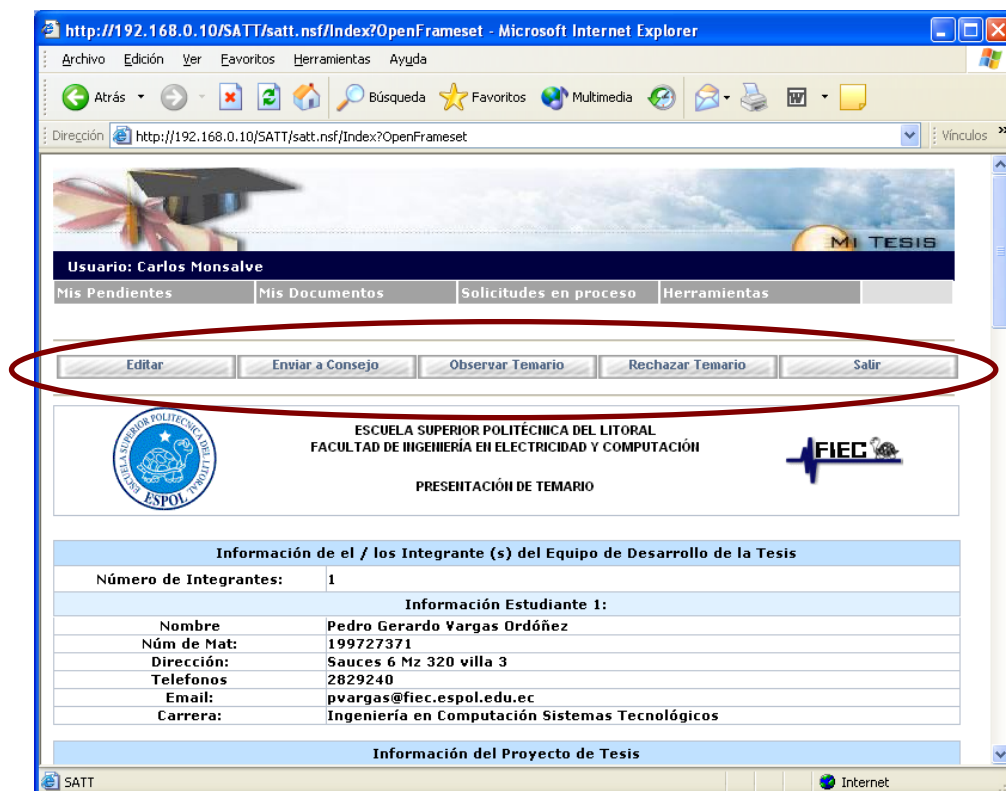 http://192.168.0.10/SATT/satt.nsf/Index?OpenFrameset - Microsoft Internet Explorer
Archivo Edición Ver Favoritos Herramientas Ayuda
Atrás Búsqueda Favoritos Multimedia
Dirección http://192.168.0.10/SATT/satt.nsf/Index?OpenFrameset Vínculos »
MI TESIS
Usuario: Carlos Monsalve
Mis Pendientes Mis Documentos Solicitudes en proceso Herramientas
Editar Enviar a Consejo Observar Temario Rechazar Temario Salir
ESCUELA SUPERIOR POLITECNICA DEL LITORAL
ESPOL
ESCUELA SUPERIOR POLITÉCNICA DEL LITORAL
FACULTAD DE INGENIERÍA EN ELECTRICIDAD Y COMPUTACIÓN
FIEC
PRESENTACIÓN DE TEMARIO
Información de el / los Integrante (s) del Equipo de Desarrollo de la Tesis
Número de Integrantes: 1
Información Estudiante 1:
Nombre Pedro Gerardo Vargas Ordóñez
Núm de Mat: 199727371
Dirección: Sauces 6 Mz 320 villa 3
Telefonos 2829240
Email: pvargas@fiec.espol.edu.ec
Carrera: Ingeniería en Computación Sistemas Tecnológicos
Información del Proyecto de Tesis
SATT Internet